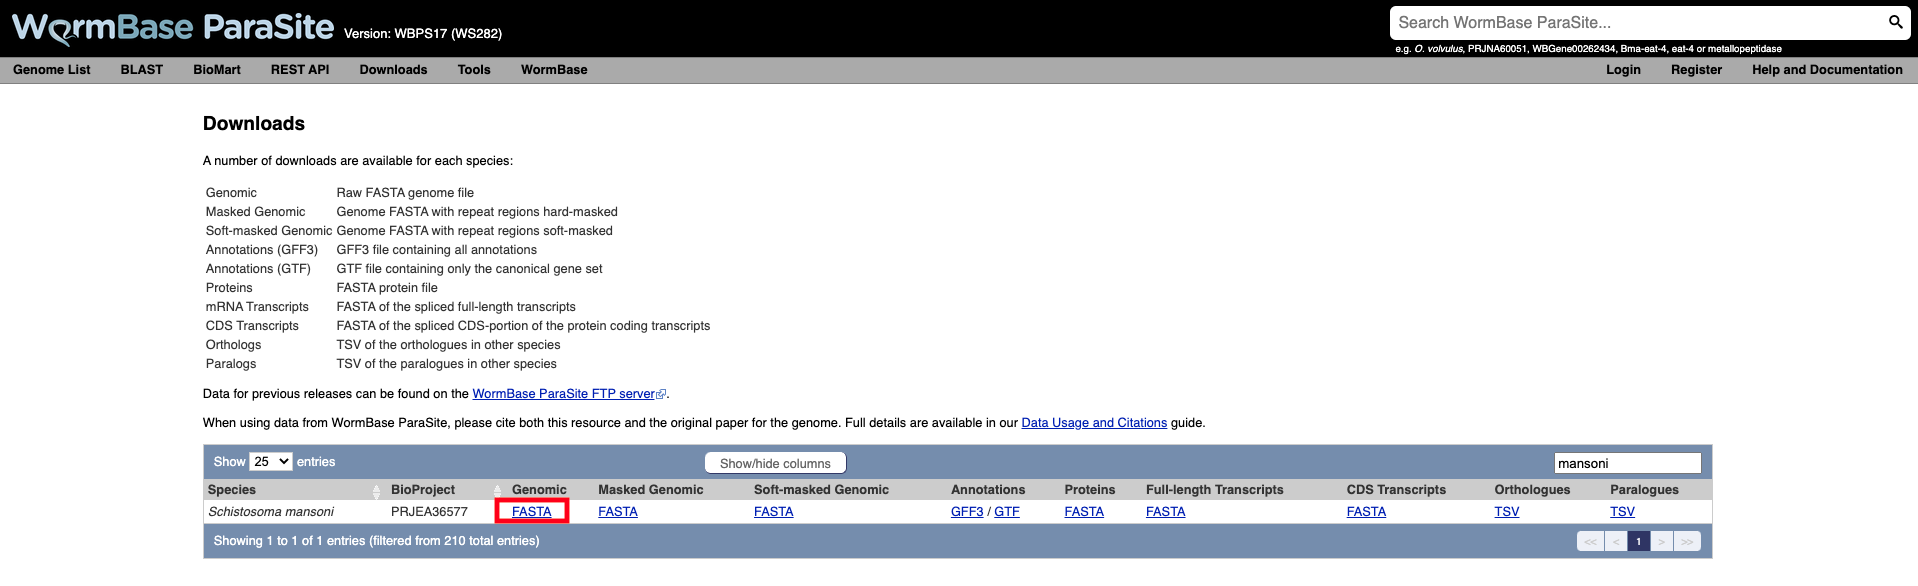 WormBase ParaSite Version: WBPS17 (WS282)
Search WormBase ParaSite...
e.g. O. volvulus, PRJNA60051, WBGene00262434, Bma-eat-4, eat-4 or metallopeptidase
Genome List BLAST BioMart REST API Downloads Tools WormBase Login Register Help and Documentation
Downloads
A number of downloads are available for each species:
Genomic Raw FASTA genome file
Masked Genomic Genome FASTA with repeat regions hard-masked
Soft-masked Genomic Genome FASTA with repeat regions soft-masked
Annotations (GFF3) GFF3 file containing all annotations
Annotations (GTF) GTF file containing only the canonical gene set
Proteins FASTA protein file
mRNA Transcripts FASTA of the spliced full-length transcripts
CDS Transcripts FASTA of the spliced CDS-portion of the protein coding transcripts
Orthologs TSV of the orthologues in other species
Paralogs TSV of the paralogues in other species
Data for previous releases can be found on the WormBase ParaSite FTP server.
When using data from WormBase ParaSite, please cite both this resource and the original paper for the genome. Full details are available in our Data Usage and Citations guide.
Show 25 entries Show/hide columns mansoni
Species BioProject Genomic Masked Genomic Soft-masked Genomic Annotations Proteins Full-length Transcripts CDS Transcripts Orthologues Paralogues
Schistosoma mansoni PRJEA36577 FASTA FASTA FASTA GFF3 / GTF FASTA FASTA FASTA TSV TSV
Showing 1 to 1 of 1 entries (filtered from 210 total entries) << < 1 > >>